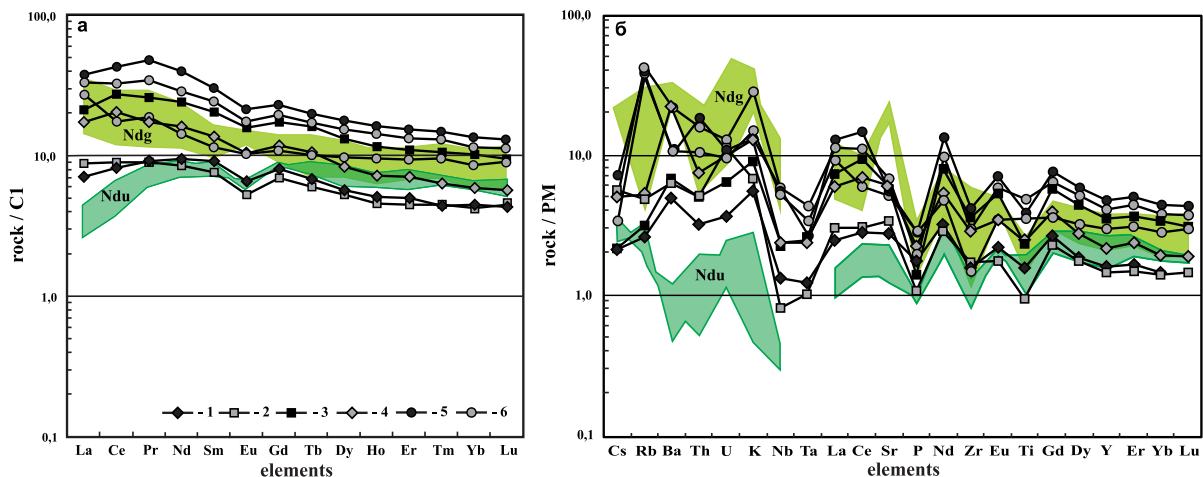 а
100,0
10,0
1,0
0,1
rock / C1
Ndg
Ndu
- 1 - 2 - 3 - 4 - 5 - 6
La Ce Pr Nd Sm Eu Gd Tb Dy Ho Er Tm Yb Lu
elements
б
100,0
10,0
1,0
0,1
rock / PM
Ndg
Ndu
Cs Rb Ba Th U K Nb Ta La Ce Sr P Nd Zr Eu Ti Gd Dy Y Er Yb Lu
elements